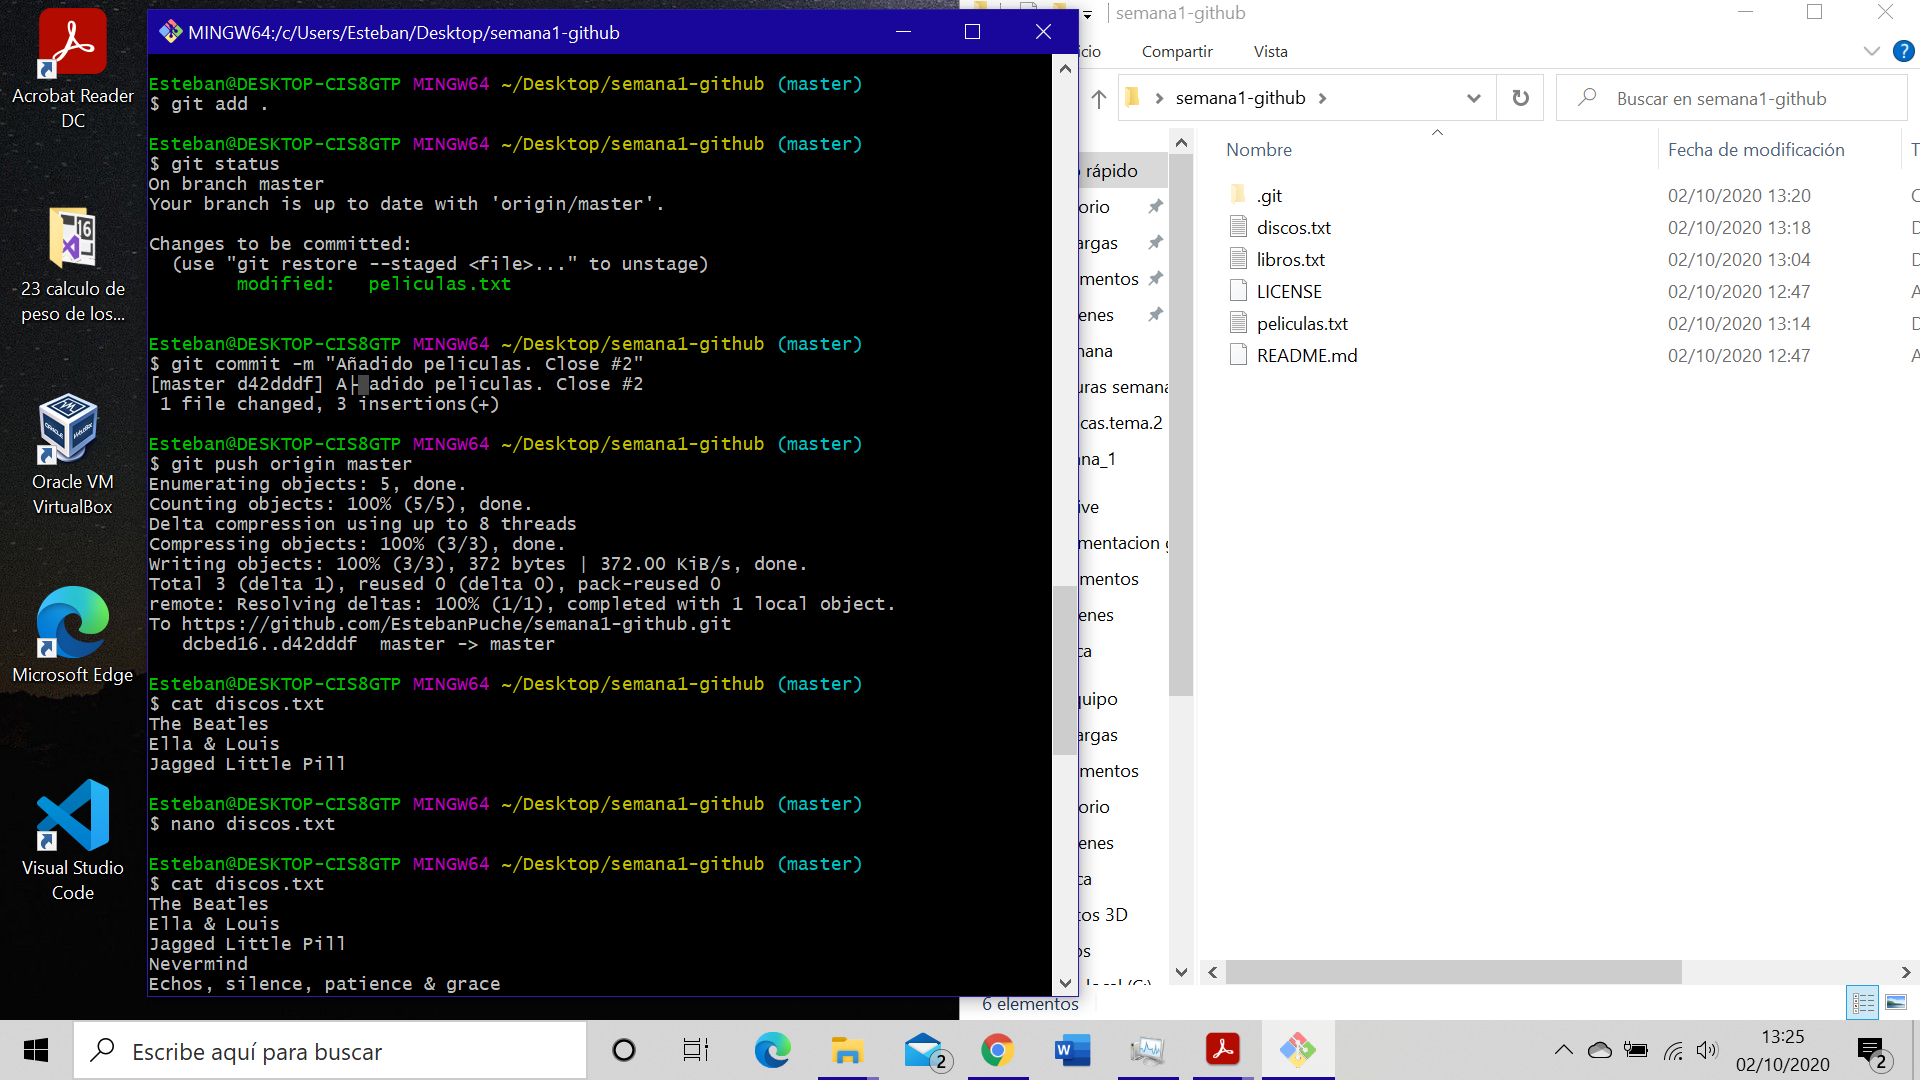 Acrobat Reader
DC
23 calculo de
peso de los...
Oracle VM
VirtualBox
Microsoft Edge
Visual Studio
Code
MINGW64:/c/Users/Esteban/Desktop/semana1-github
Esteban@DESKTOP-CIS8GTP MINGW64 ~/Desktop/semana1-github (master)
$ git add .
Esteban@DESKTOP-CIS8GTP MINGW64 ~/Desktop/semana1-github (master)
$ git status
On branch master
Your branch is up to date with 'origin/master'.
Changes to be committed:
(use "git restore --staged <file>..." to unstage)
modified: peliculas.txt
Esteban@DESKTOP-CIS8GTP MINGW64 ~/Desktop/semana1-github (master)
$ git commit -m "Añadido peliculas. Close #2"
[master d42dddf] A├▒adido peliculas. Close #2
1 file changed, 3 insertions(+)
Esteban@DESKTOP-CIS8GTP MINGW64 ~/Desktop/semana1-github (master)
$ git push origin master
Enumerating objects: 5, done.
Counting objects: 100% (5/5), done.
Delta compression using up to 8 threads
Compressing objects: 100% (3/3), done.
Writing objects: 100% (3/3), 372 bytes | 372.00 KiB/s, done.
Total 3 (delta 1), reused 0 (delta 0), pack-reused 0
remote: Resolving deltas: 100% (1/1), completed with 1 local object.
To https://github.com/EstebanPuche/semana1-github.git
dcbed16..d42dddf master -> master
Esteban@DESKTOP-CIS8GTP MINGW64 ~/Desktop/semana1-github (master)
$ cat discos.txt
The Beatles
Ella & Louis
Jagged Little Pill
Esteban@DESKTOP-CIS8GTP MINGW64 ~/Desktop/semana1-github (master)
$ nano discos.txt
Esteban@DESKTOP-CIS8GTP MINGW64 ~/Desktop/semana1-github (master)
$ cat discos.txt
The Beatles
Ella & Louis
Jagged Little Pill
Nevermind
Echos, silence, patience & grace
semana1-github
icio Compartir Vista
semana1-github
Buscar en semana1-github
rápido
orio
argas
mentos
enes
ana
uras semana
cas.tema.2
ana_1
ive
mentacion g
mentos
enes
ca
uipo
argas
mentos
orio
enes
ca
tos 3D
os
local (C:)
Nombre Fecha de modificación T
.git 02/10/2020 13:20 C
discos.txt 02/10/2020 13:18 D
libros.txt 02/10/2020 13:04 D
LICENSE 02/10/2020 12:47 A
peliculas.txt 02/10/2020 13:14 D
README.md 02/10/2020 12:47 A
6 elementos
Escribe aquí para buscar
2
13:25
02/10/2020
2